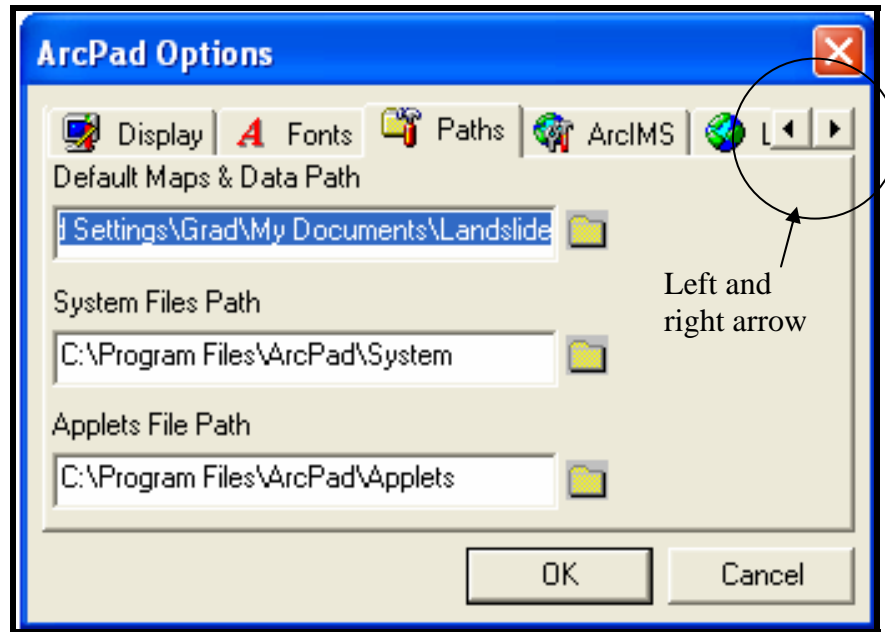 ArcPad Options
Display A Fonts Paths ArcIMS L
Default Maps & Data Path
d Settings\Grad\My Documents\Landslide
System Files Path
C:\Program Files\ArcPad\System
Applets File Path
C:\Program Files\ArcPad\Applets
Left and
right arrow
OK Cancel